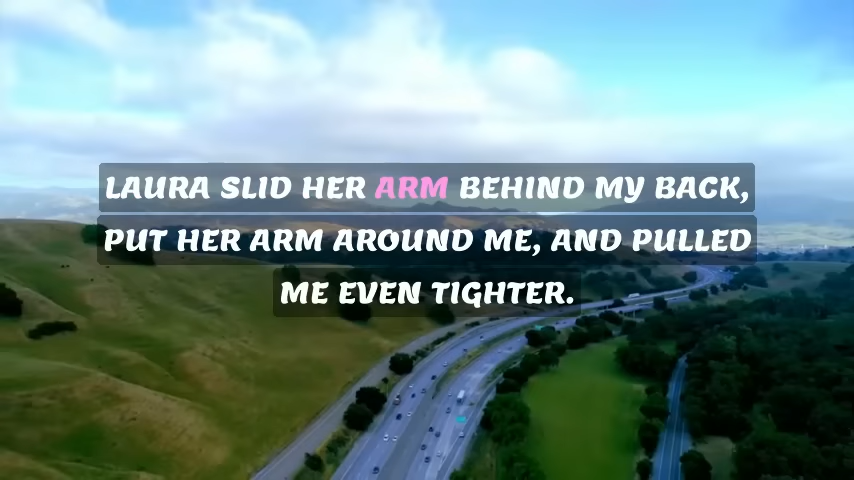 LAURA SLID HER ARM BEHIND MY BACK,
PUT HER ARM AROUND ME, AND PULLED
ME EVEN TIGHTER.